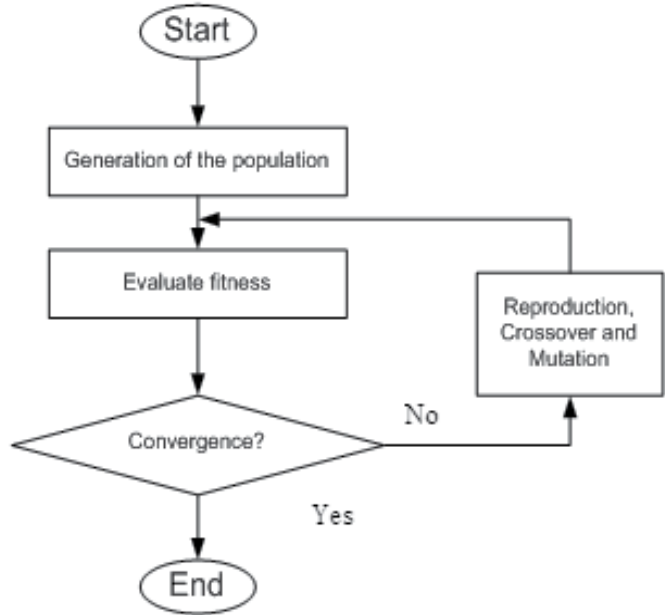 Start
Generation of the population
Evaluate fitness
Reproduction,
Crossover and
Mutation
No
Convergence?
Yes
End